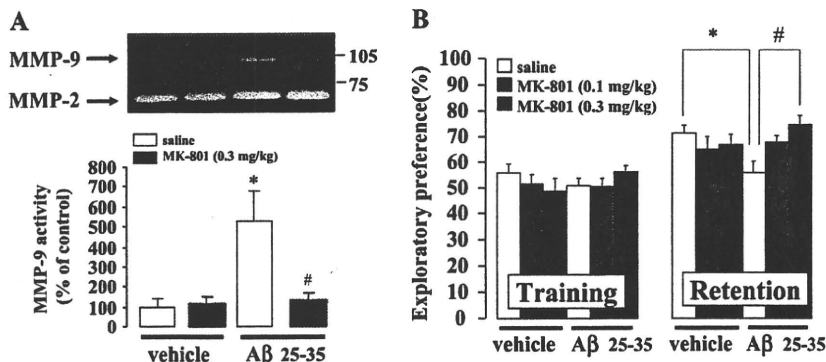 A
MMP-9
MMP-2
105
75
saline
MK-801 (0.3 mg/kg)
MMP-9 activity
(% of control)
800
700
600
500
400
300
200
100
0
*
#
vehicle
Aβ 25-35
B
Exploratory preference(%)
100
90
80
70
60
50
40
30
20
10
0
saline
MK-801 (0.1 mg/kg)
MK-801 (0.3 mg/kg)
*
#
Training
Retention
vehicle
Aβ 25-35
vehicle
Aβ 25-35